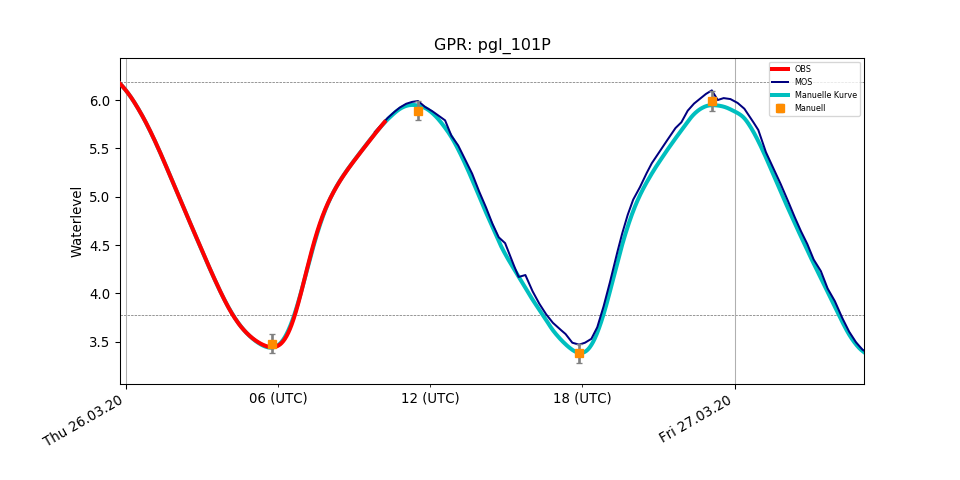 GPR: pgl_101P
OBS
MOS
Manuelle Kurve
Manuell
Waterlevel
6.0
5.5
5.0
4.5
4.0
3.5
Thu 26.03.20
06 (UTC)
12 (UTC)
18 (UTC)
Fri 27.03.20